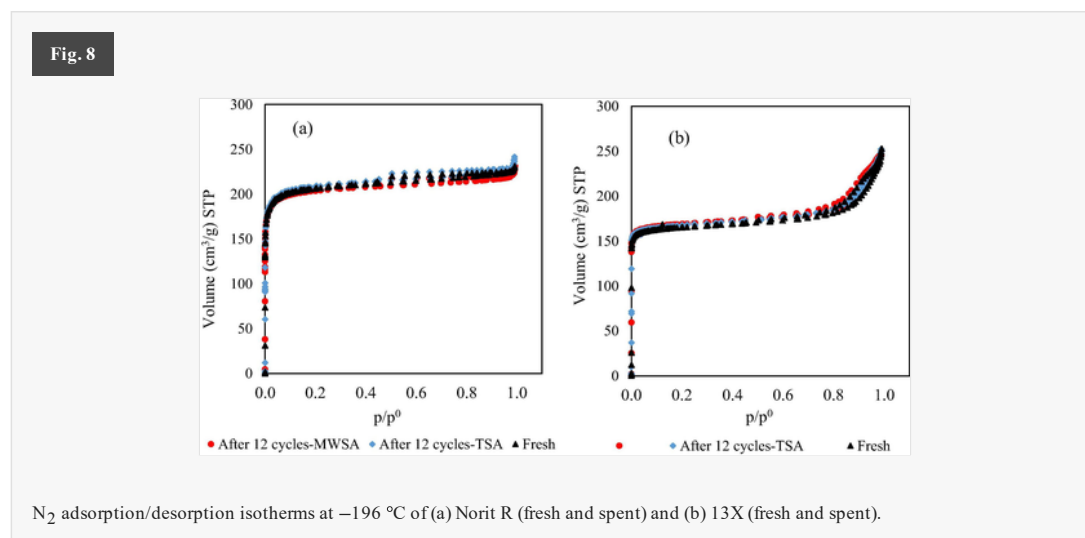 Fig. 8
300
250
200
150
100
50
0
Volume (cm³/g) STP
(a)
0.0 0.2 0.4 0.6 0.8 1.0
p/p⁰
● After 12 cycles-MWSA ◆ After 12 cycles-TSA ▲ Fresh
300
250
200
150
100
50
0
Volume (cm³/g) STP
(b)
0.0 0.2 0.4 0.6 0.8 1.0
p/p⁰
● ◆ After 12 cycles-TSA ▲ Fresh
N₂ adsorption/desorption isotherms at −196 °C of (a) Norit R (fresh and spent) and (b) 13X (fresh and spent).